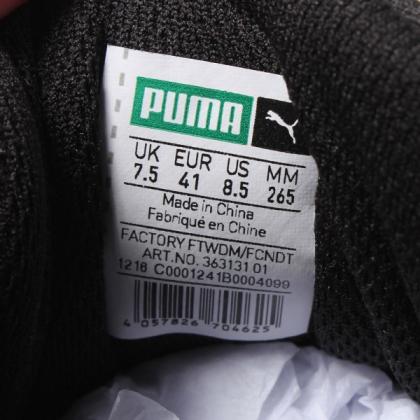 PUMA
UK EUR US MM
7.5 41 8.5 265
Made in China
Fabriqué en Chine
FACTORY FTWDM/FCNDT
ART.NO. 363131 01
1216 C0001241B0004099
4 057826 704625